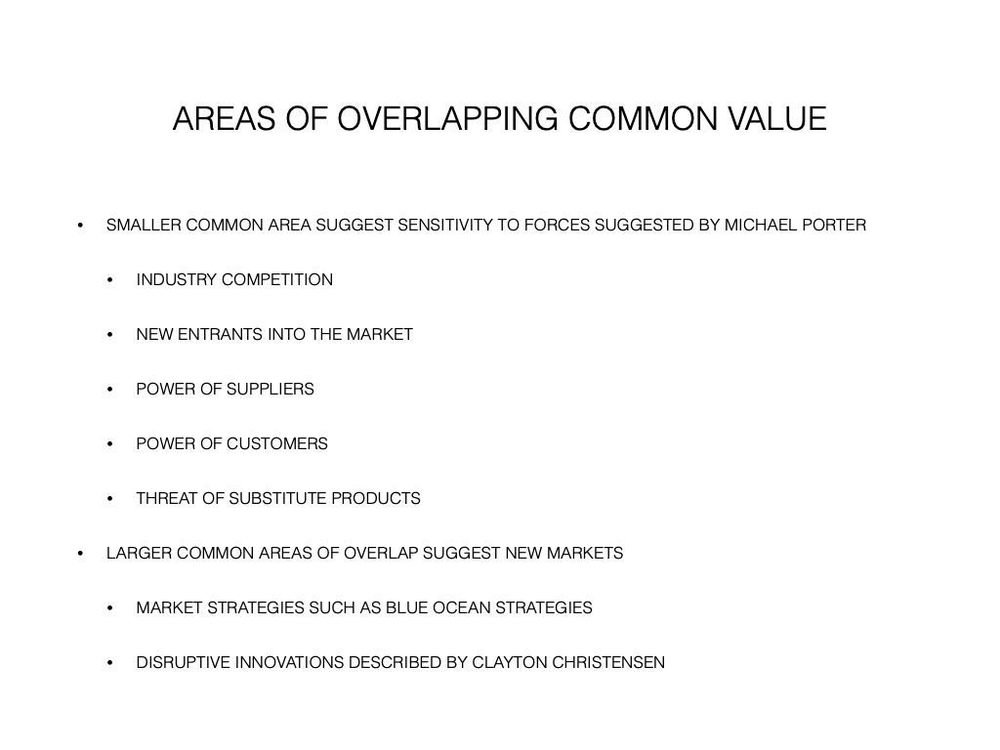 AREAS OF OVERLAPPING COMMON VALUE
• SMALLER COMMON AREA SUGGEST SENSITIVITY TO FORCES SUGGESTED BY MICHAEL PORTER
• INDUSTRY COMPETITION
• NEW ENTRANTS INTO THE MARKET
• POWER OF SUPPLIERS
• POWER OF CUSTOMERS
• THREAT OF SUBSTITUTE PRODUCTS
• LARGER COMMON AREAS OF OVERLAP SUGGEST NEW MARKETS
• MARKET STRATEGIES SUCH AS BLUE OCEAN STRATEGIES
• DISRUPTIVE INNOVATIONS DESCRIBED BY CLAYTON CHRISTENSEN